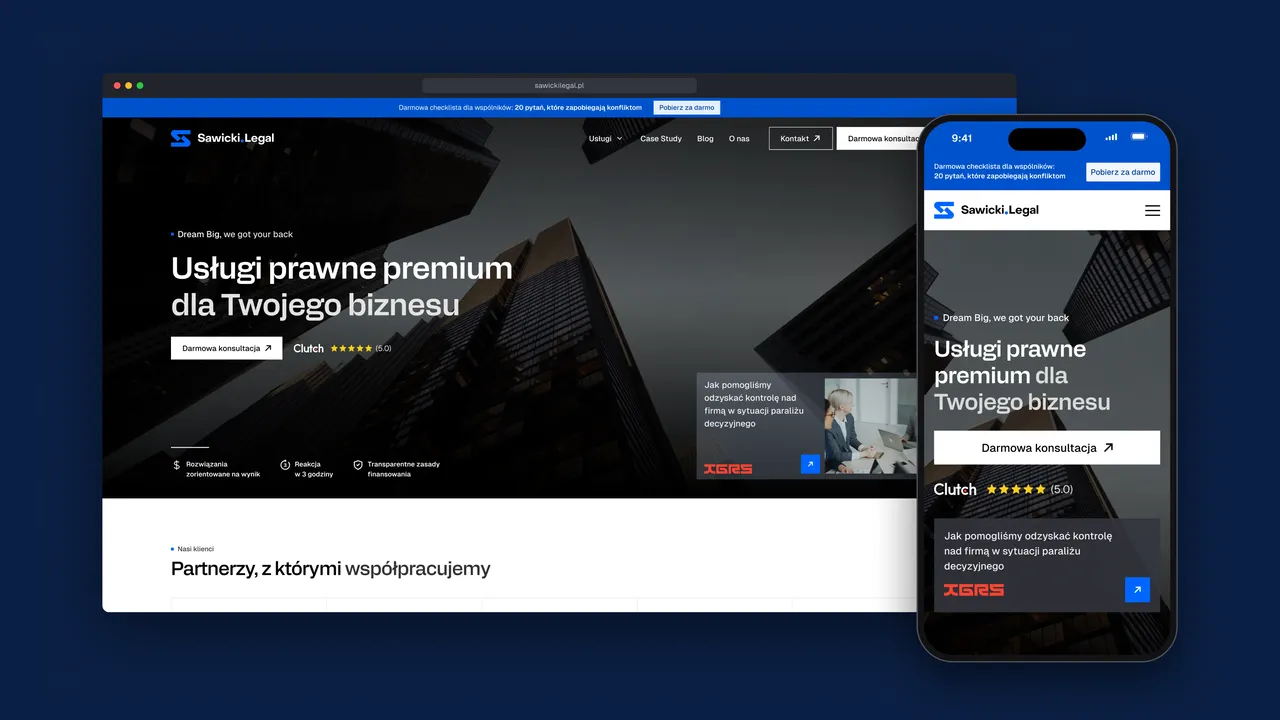 sawickilegal.pl
Darmowa checklista dla wspólników: 20 pytań, które zapobiegają konfliktom
Pobierz za darmo
Sawicki.Legal
Usługi
Case Study
Blog
O nas
Kontakt
Darmowa
Dream Big, we got your back
Usługi prawne premium
dla Twojego biznesu
Darmowa konsultacja
Clutch
(5.0)
Jak pomogliśmy
odzyskać kontrolę nad
firmą w sytuacji paraliżu
decyzyjnego
XGRS
Rozwiązania
zorientowane na wynik
Reakcja
w 3 godziny
Transparentne zasady
finansowania
Nasi klienci
Partnerzy, z którymi współpracujemy
9:41
Darmowa checklista dla wspólników:
20 pytań, które zapobiegają konfliktom
Pobierz za darmo
Sawicki.Legal
Dream Big, we got your back
Usługi prawne
premium dla
Twojego biznesu
Darmowa konsultacja
Clutch
(5.0)
Jak pomogliśmy odzyskać kontrolę
nad firmą w sytuacji paraliżu
decyzyjnego
XGRS